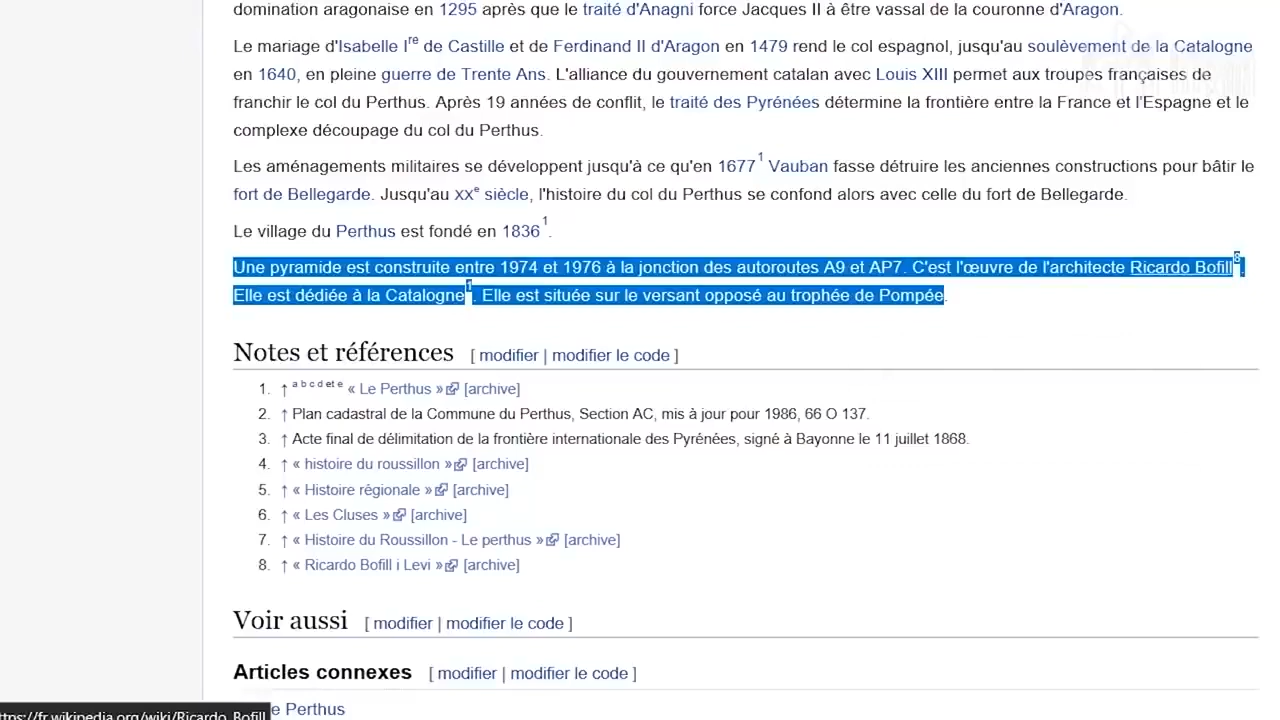 domination aragonaise en 1295 après que le traité d'Anagni force Jacques II à être vassal de la couronne d'Aragon.
Le mariage d'Isabelle Ire de Castille et de Ferdinand II d'Aragon en 1479 rend le col espagnol, jusqu'au soulèvement de la Catalogne
en 1640, en pleine guerre de Trente Ans. L'alliance du gouvernement catalan avec Louis XIII permet aux troupes françaises de
franchir le col du Perthus. Après 19 années de conflit, le traité des Pyrénées détermine la frontière entre la France et l'Espagne et le
complexe découpage du col du Perthus.
Les aménagements militaires se développent jusqu'à ce qu'en 1677 1 Vauban fasse détruire les anciennes constructions pour bâtir le
fort de Bellegarde. Jusqu'au XXe siècle, l'histoire du col du Perthus se confond alors avec celle du fort de Bellegarde.
Le village du Perthus est fondé en 1836 1.
Une pyramide est construite entre 1974 et 1976 à la jonction des autoroutes A9 et AP7. C'est l'œuvre de l'architecte Ricardo Bofill 8.
Elle est dédiée à la Catalogne 1. Elle est située sur le versant opposé au trophée de Pompée.
Notes et références [ modifier | modifier le code ]
1. ↑ a b c d et e « Le Perthus » [archive]
2. ↑ Plan cadastral de la Commune du Perthus, Section AC, mis à jour pour 1986, 66 O 137.
3. ↑ Acte final de délimitation de la frontière internationale des Pyrénées, signé à Bayonne le 11 juillet 1868.
4. ↑ « histoire du roussillon » [archive]
5. ↑ « Histoire régionale » [archive]
6. ↑ « Les Cluses » [archive]
7. ↑ « Histoire du Roussillon - Le perthus » [archive]
8. ↑ « Ricardo Bofill i Levi » [archive]
Voir aussi [ modifier | modifier le code ]
Articles connexes [ modifier | modifier le code ]
e Perthus
ttps://fr.wikipedia.org/wiki/Ricardo_Bofill